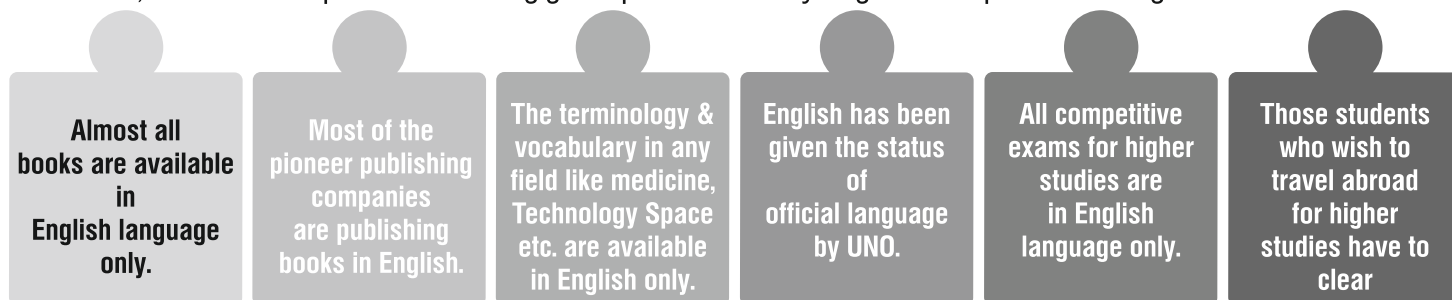 Almost all
books are available
in
English language
only.
Most of the
pioneer publishing
companies
are publishing
books in English.
The terminology &
vocabulary in any
field like medicine,
Technology Space
etc. are available
in English only.
English has been
given the status
of
official language
by UNO.
All competitive
exams for higher
studies are
in English
language only.
Those students
who wish to
travel abroad
for higher
studies have to
clear